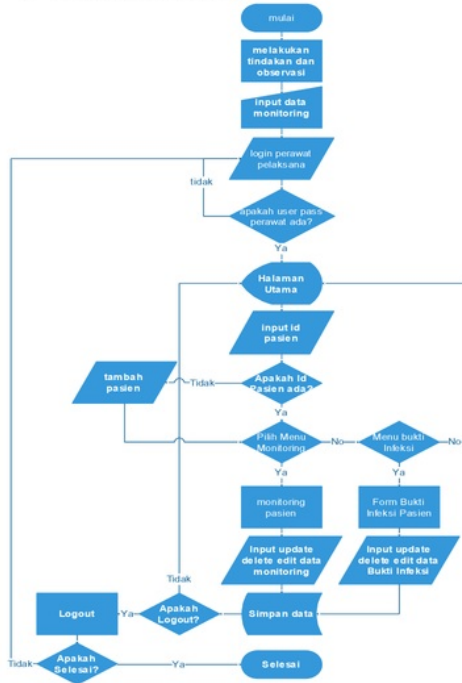 mulai
melakukan
tindakan dan
observasi
input data
monitoring
login perawat
pelaksana
tidak
apakah user pass
perawat ada?
Ya
Halaman
Utama
input id
pasien
tambah
pasien
Tidak
Apakah Id
Pasien ada?
Ya
Pilih Menu
Monitoring
No
Menu bukti
Infeksi
No
Ya
Ya
monitoring
pasien
Form Bukti
Infeksi Pasien
Input update
delete edit data
monitoring
Input update
delete edit data
Bukti Infeksi
Tidak
Logout
Ya
Apakah
Logout?
Simpan data
Tidak
Apakah
Selesai?
Ya
Selesai